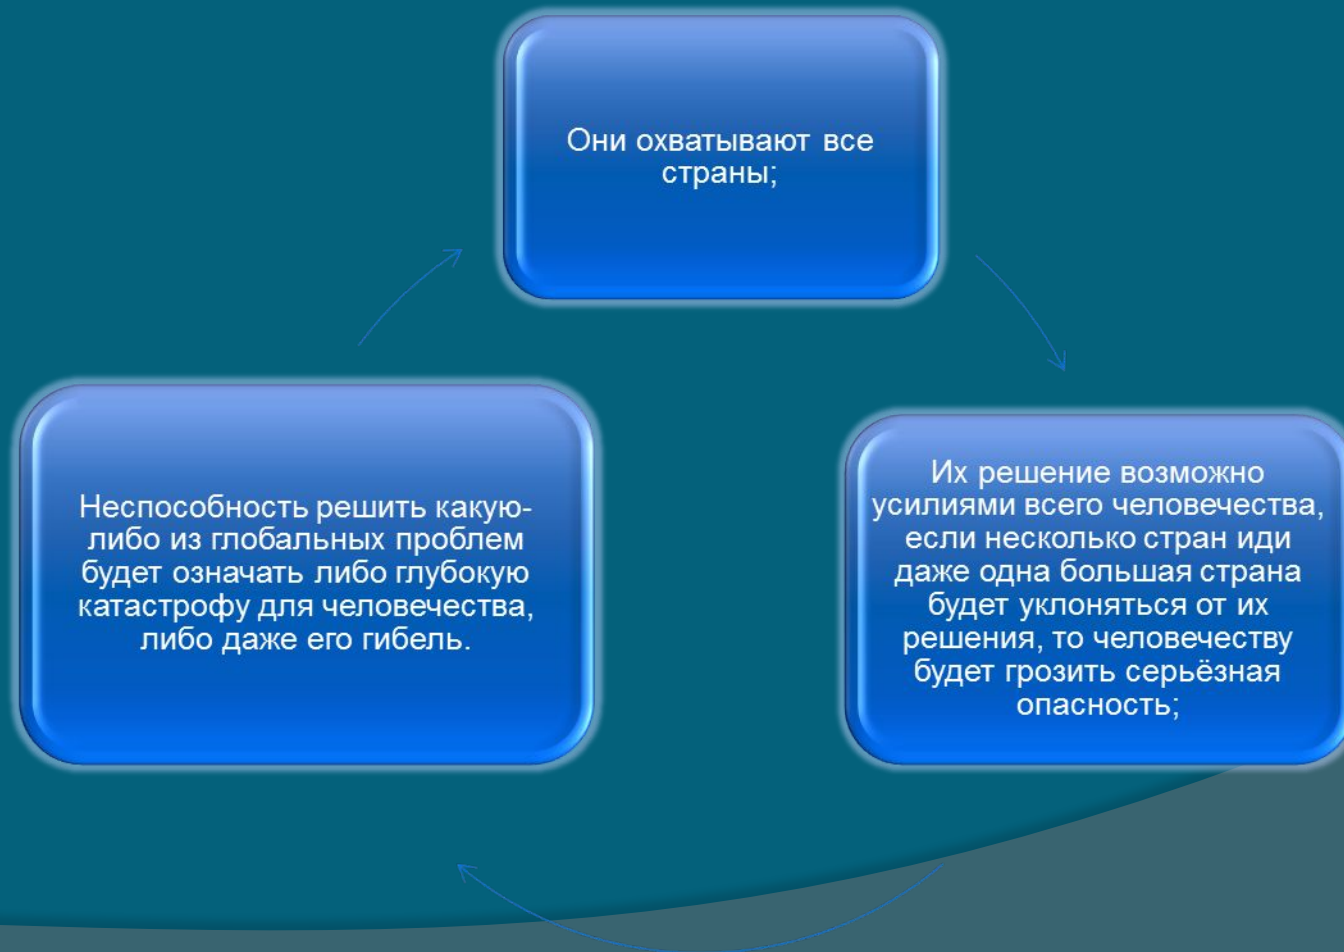 Они охватывают все
страны;
Их решение возможно
усилиями всего человечества,
если несколько стран иди
даже одна большая страна
будет уклоняться от их
решения, то человечеству
будет грозить серьёзная
опасность;
Неспособность решить какую-
либо из глобальных проблем
будет означать либо глубокую
катастрофу для человечества,
либо даже его гибель.